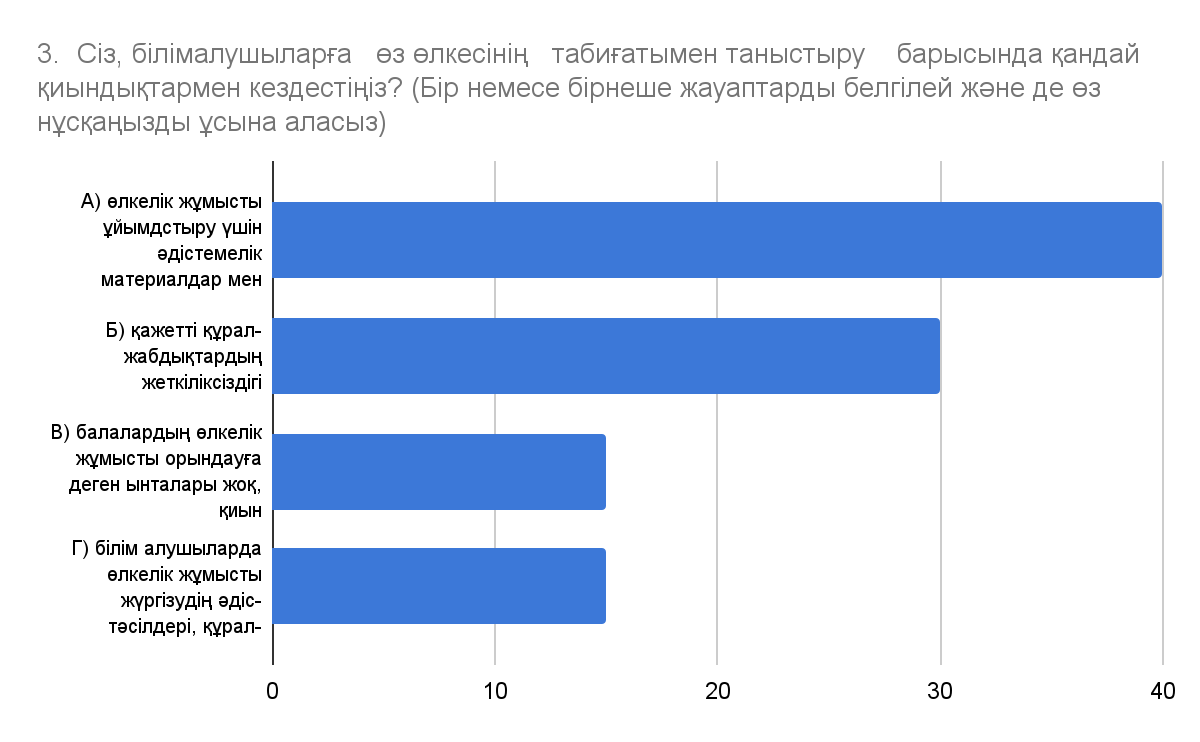 3. Сіз, білімалушыларға өз өлкесінің табиғатымен таныстыру барысында қандай
қиындықтармен кездестіңіз? (Бір немесе бірнеше жауаптарды белгілей және де өз
нұсқаңызды ұсына аласыз)
А) өлкелік жұмысты
ұйымдстыру үшін
әдістемелік
материалдар мен
Б) қажетті құрал-
жабдықтардың
жеткіліксіздігі
В) балалардың өлкелік
жұмысты орындауға
деген ынталары жоқ,
қиын
Г) білім алушыларда
өлкелік жұмысты
жүргізудің әдіс-
тәсілдері, құрал-
0 10 20 30 40